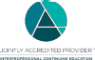 JOINTLY ACCREDITED PROVIDER™
INTERPROFESSIONAL CONTINUING EDUCATION